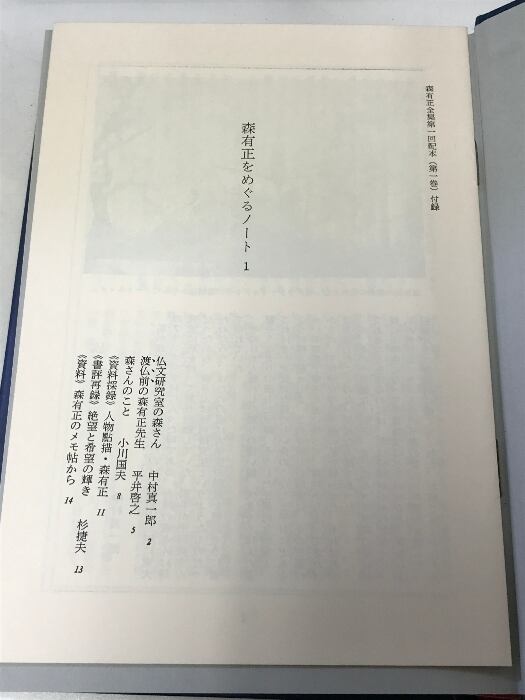 森有正全集第一回配本（第一巻）付録
森有正をめぐるノート 1
仏文研究室の森さん 中村真一郎 2
渡仏前の森有正先生 平井啓之 5
森さんのこと 小川国夫 8
《資料採録》人物點描・森有正 11
《書評再録》絶望と希望の輝き 杉捷夫 13
《資料》森有正のメモ帖から 14